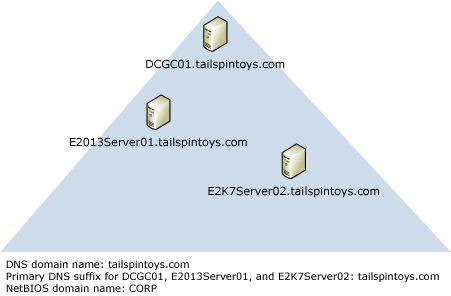 DCGC01.tailspintoys.com
E2013Server01.tailspintoys.com
E2K7Server02.tailspintoys.com
DNS domain name: tailspintoys.com
Primary DNS suffix for DCGC01, E2013Server01, and E2K7Server02: tailspintoys.com
NetBIOS domain name: CORP